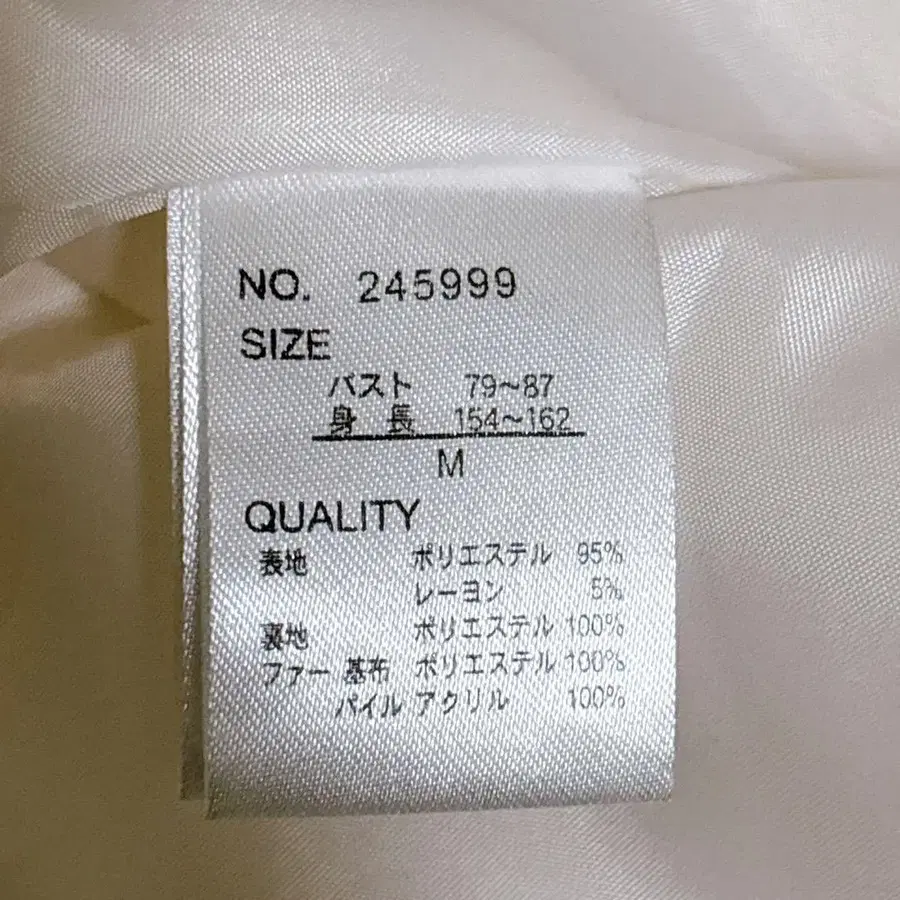 NO. 245999
SIZE
バスト 79~87
身長 154~162
M
QUALITY
表地 ポリエステル 95%
レーヨン 5%
裏地 ポリエステル 100%
ファー 基布 ポリエステル 100%
パイル アクリル 100%